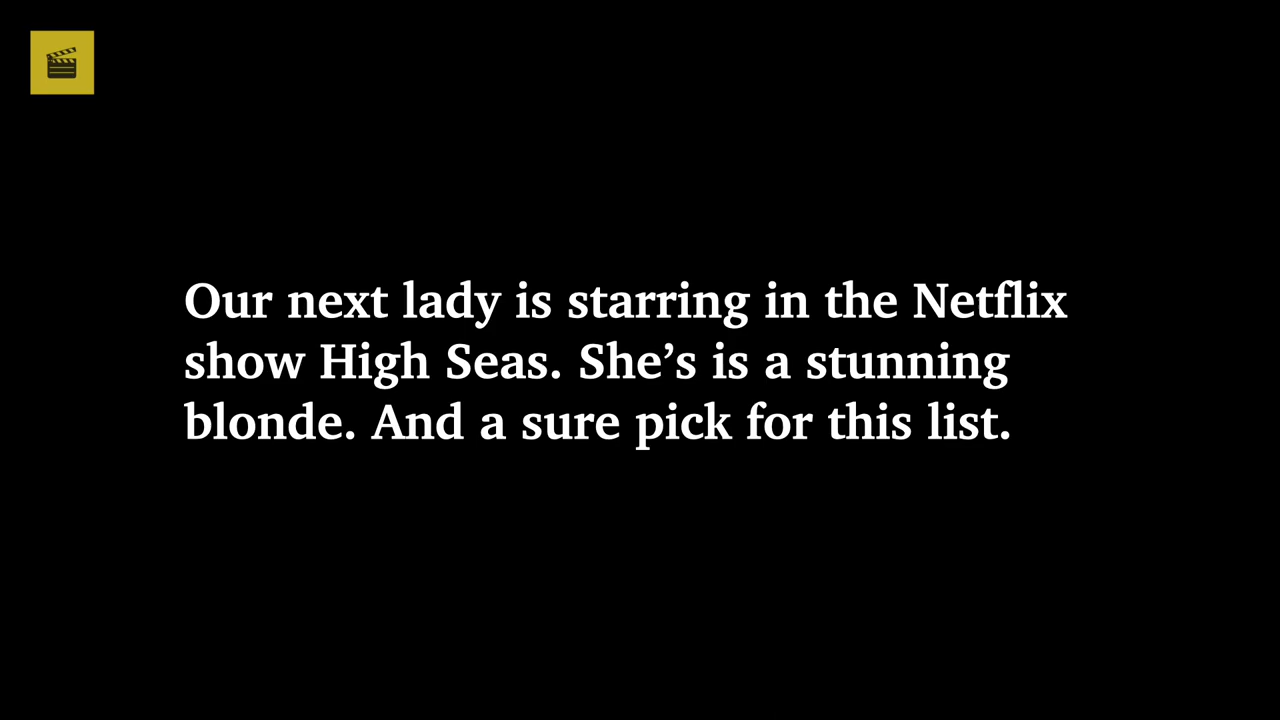 Our next lady is starring in the Netflix
show High Seas. She’s is a stunning
blonde. And a sure pick for this list.